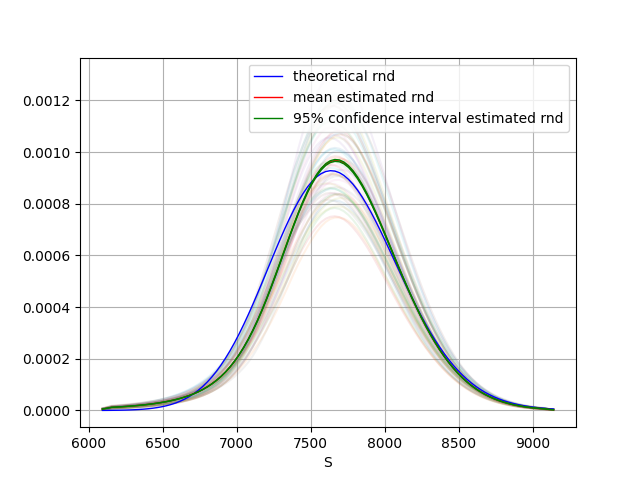 theoretical rnd
mean estimated rnd
95% confidence interval estimated rnd
0.0012
0.0010
0.0008
0.0006
0.0004
0.0002
0.0000
6000 6500 7000 7500 8000 8500 9000
S